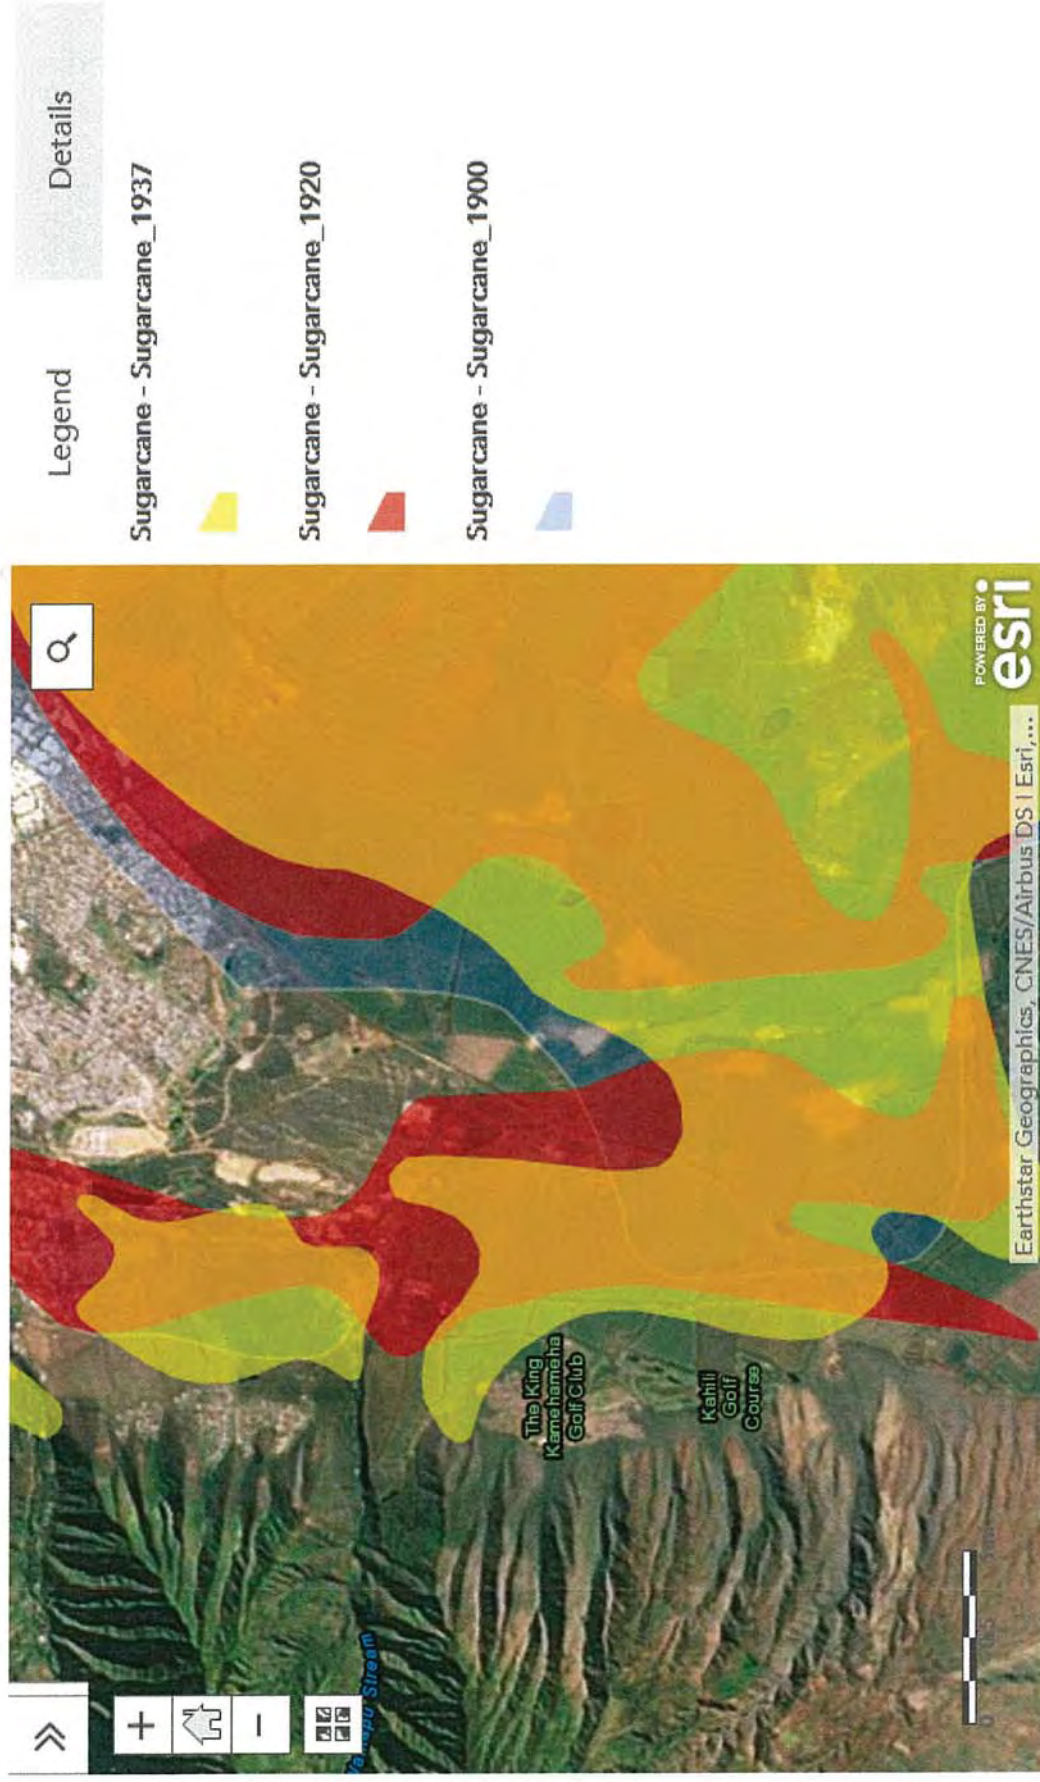 Legend
Details
Sugarcane - Sugarcane_1937
Sugarcane - Sugarcane_1920
Sugarcane - Sugarcane_1900
The King
Kamehameha
Golf Club
Kahili
Golf
Course
Stream
POWERED BY
esri
Earthstar Geographics, CNES/Airbus DS | Esri,...